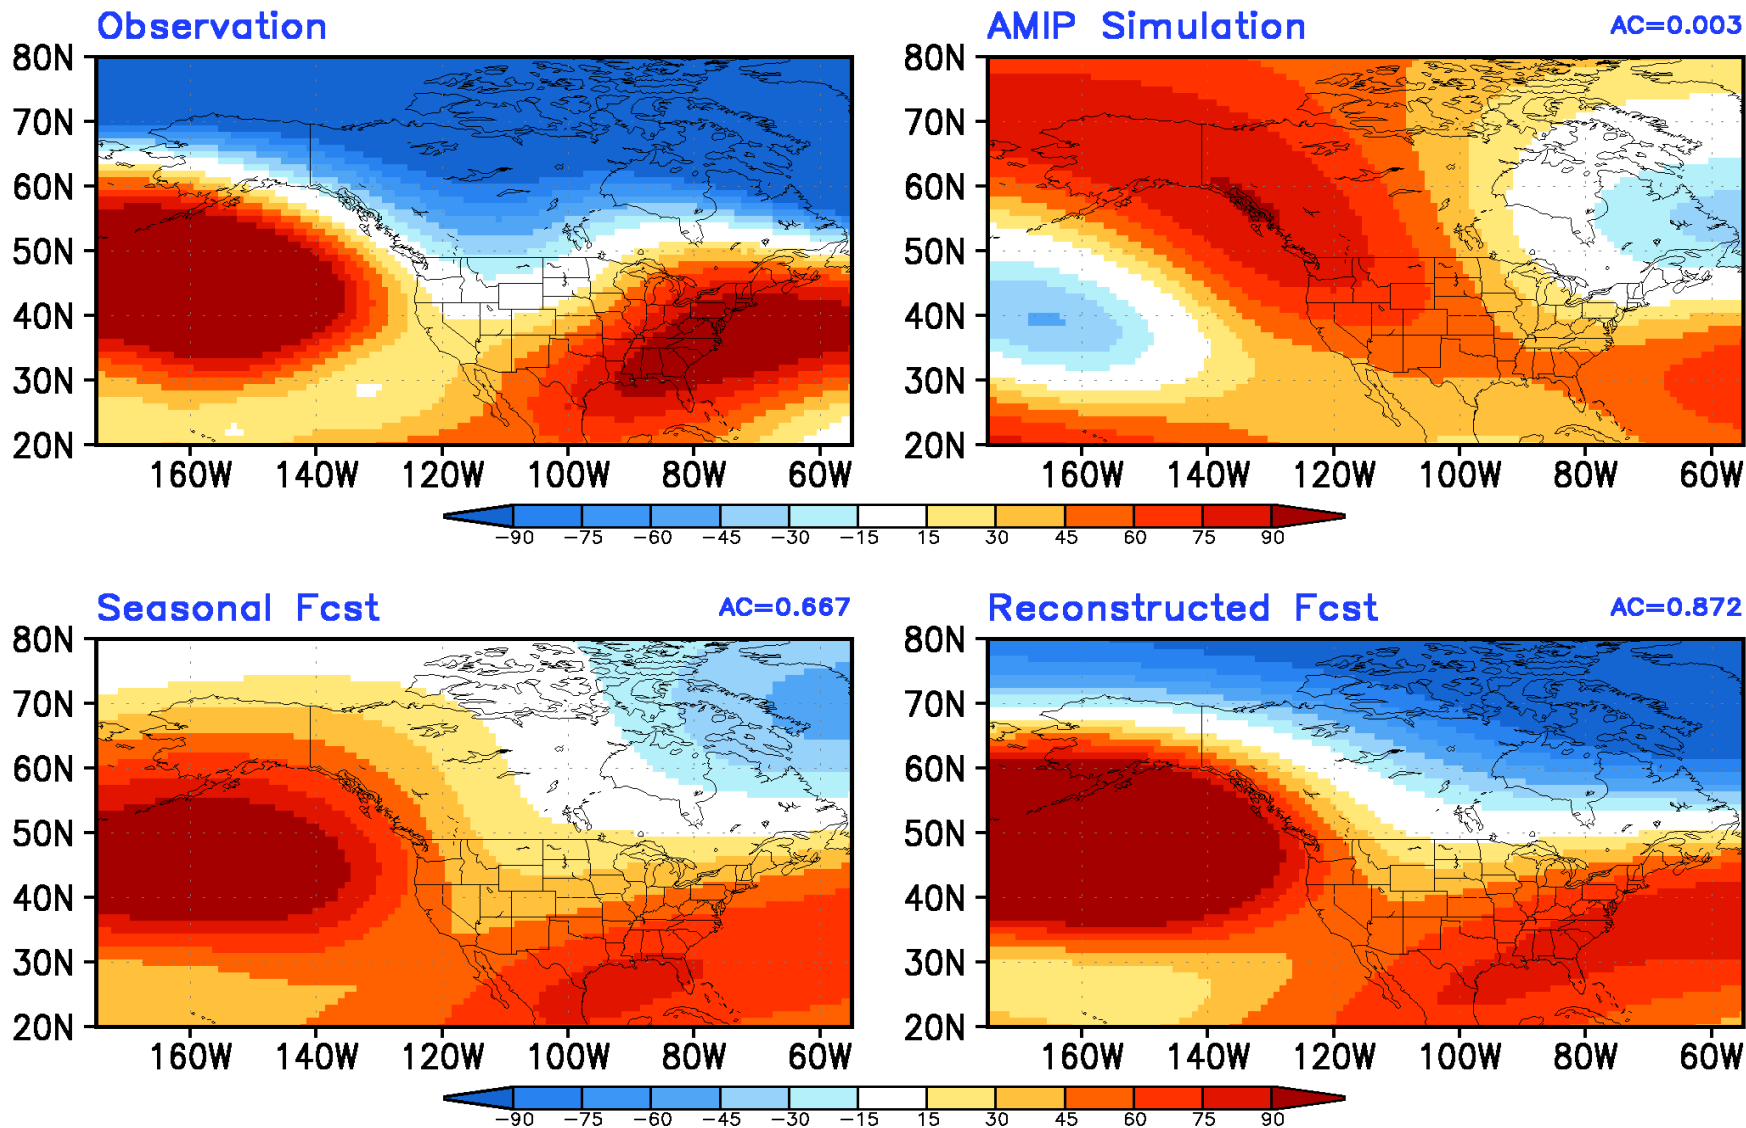 Observation
AMIP Simulation AC=0.003
80N
70N
60N
50N
40N
30N
20N
160W 140W 120W 100W 80W 60W
80N
70N
60N
50N
40N
30N
20N
160W 140W 120W 100W 80W 60W
-90 -75 -60 -45 -30 -15 15 30 45 60 75 90
Seasonal Fcst AC=0.667
Reconstructed Fcst AC=0.872
80N
70N
60N
50N
40N
30N
20N
160W 140W 120W 100W 80W 60W
80N
70N
60N
50N
40N
30N
20N
160W 140W 120W 100W 80W 60W
-90 -75 -60 -45 -30 -15 15 30 45 60 75 90